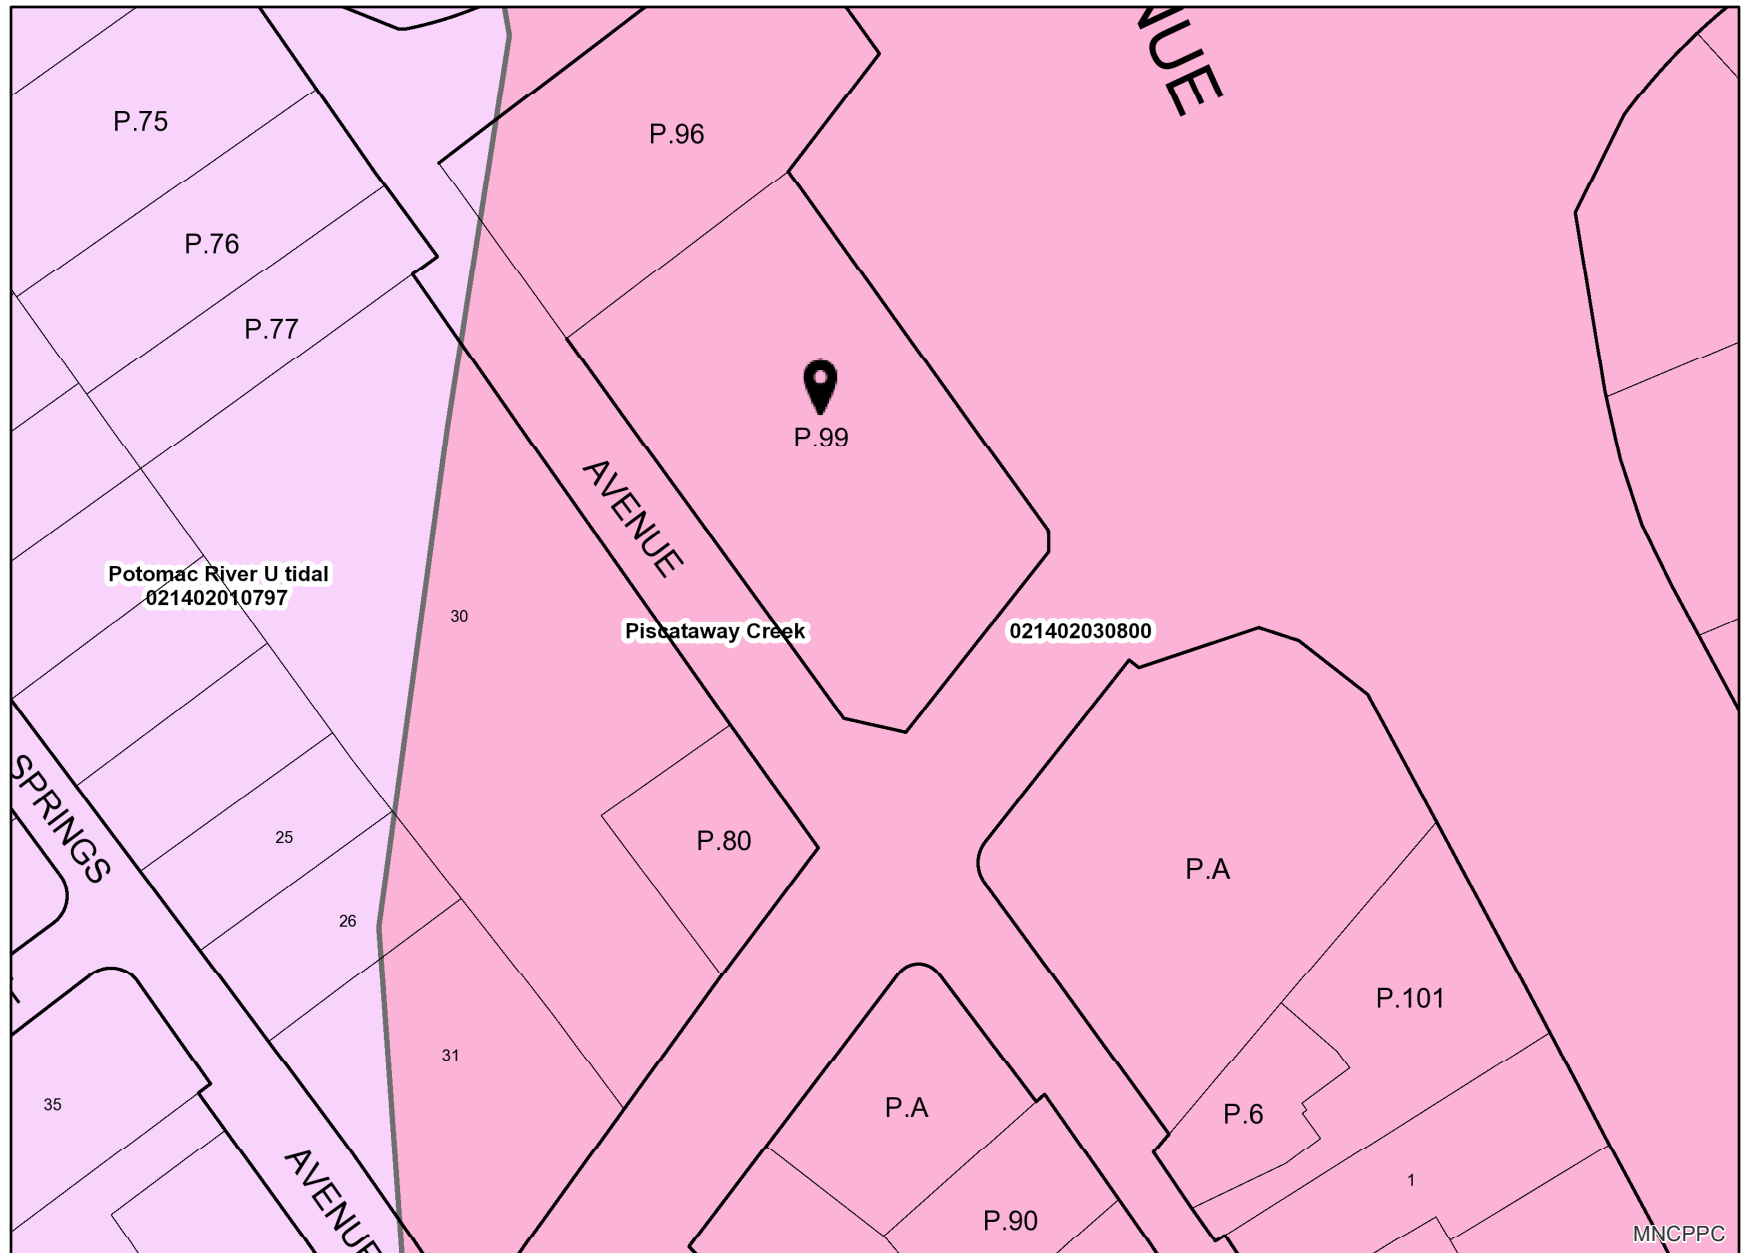 NUE
P.75
P.96
P.76
P.77
P.99
AVENUE
Potomac River U tidal
021402010797
30
Piscataway Creek
021402030800
SPRINGS
25
P.80
P.A
26
P.101
31
35
P.A
P.6
AVENUE
1
P.90
MNCPPC